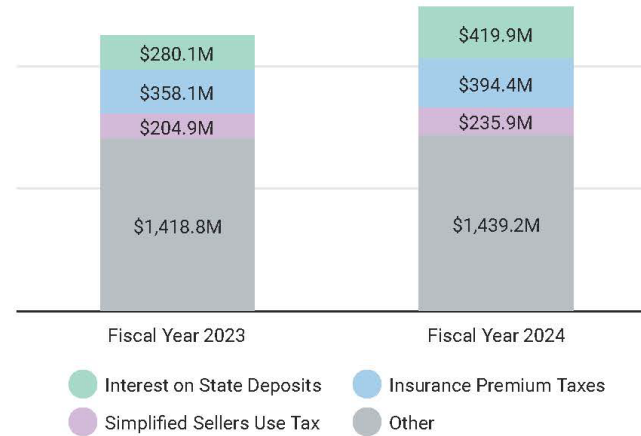 $280.1M
$358.1M
$204.9M
$1,418.8M
$419.9M
$394.4M
$235.9M
$1,439.2M
Fiscal Year 2023
Fiscal Year 2024
Interest on State Deposits
Insurance Premium Taxes
Simplified Sellers Use Tax
Other